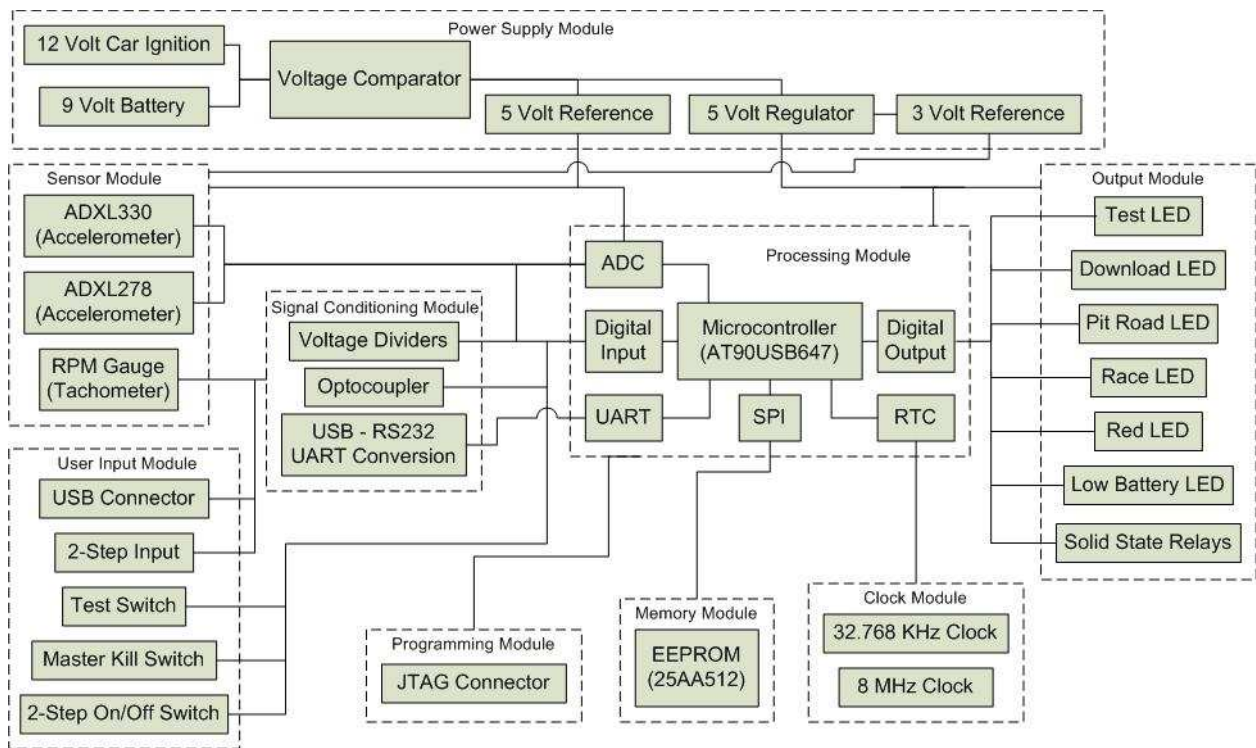 Power Supply Module
12 Volt Car Ignition
9 Volt Battery
Voltage Comparator
5 Volt Reference
5 Volt Regulator
3 Volt Reference
Sensor Module
ADXL330
(Accelerometer)
ADXL278
(Accelerometer)
RPM Gauge
(Tachometer)
Signal Conditioning Module
Voltage Dividers
Optocoupler
USB - RS232
UART Conversion
Processing Module
ADC
Digital
Input
Microcontroller
(AT90USB647)
Digital
Output
UART
SPI
RTC
Output Module
Test LED
Download LED
Pit Road LED
Race LED
Red LED
Low Battery LED
Solid State Relays
User Input Module
USB Connector
2-Step Input
Test Switch
Master Kill Switch
2-Step On/Off Switch
Programming Module
JTAG Connector
Memory Module
EEPROM
(25AA512)
Clock Module
32.768 KHz Clock
8 MHz Clock